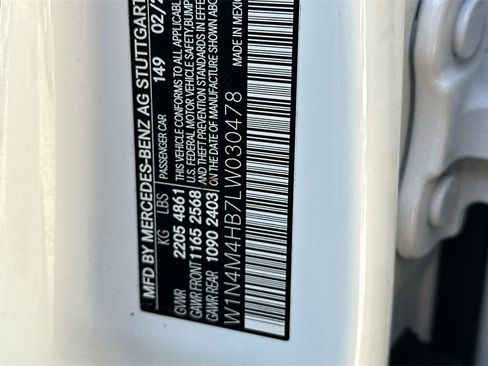 MFD BY MERCEDES-BENZ AG STUTTGART
PASSENGER CAR 149 02/
KG LBS
GVWR 2205 4861
GAWR FRONT 1165 2568
GAWR REAR 1090 2403
THIS VEHICLE CONFORMS TO ALL APPLICABLE
U.S. FEDERAL MOTOR VEHICLE SAFETY, BUMPER
AND THEFT PREVENTION STANDARDS IN EFFECT
ON THE DATE OF MANUFACTURE SHOWN ABOVE
W1N4M4HB7LW030478
MADE IN MEXICO